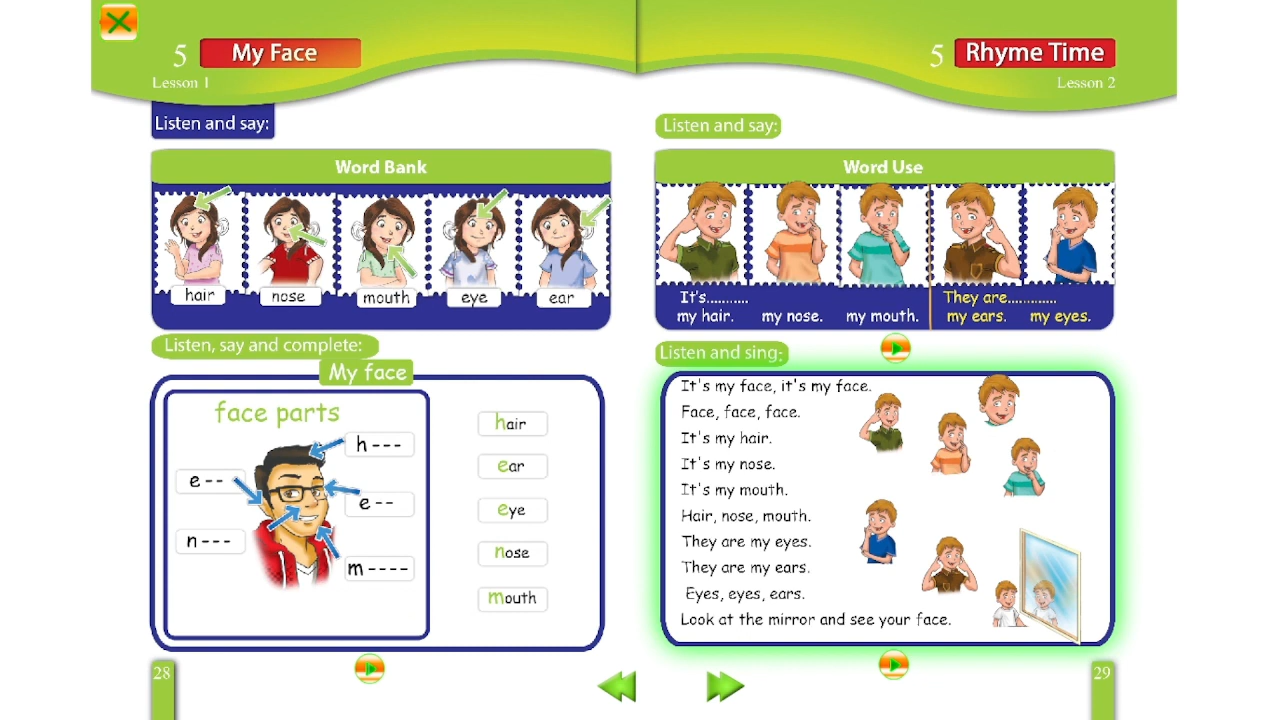 5 My Face
Lesson 1
Listen and say:
Word Bank
hair nose mouth eye ear
Listen, say and complete:
My face
face parts
h ---
e --
e --
n ---
m ----
hair
ear
eye
nose
mouth
28
5 Rhyme Time
Lesson 2
Listen and say:
Word Use
It's........... They are.............
my hair. my nose. my mouth. my ears. my eyes.
Listen and sing:
It's my face, it's my face.
Face, face, face.
It's my hair.
It's my nose.
It's my mouth.
Hair, nose, mouth.
They are my eyes.
They are my ears.
Eyes, eyes, ears.
Look at the mirror and see your face.
29